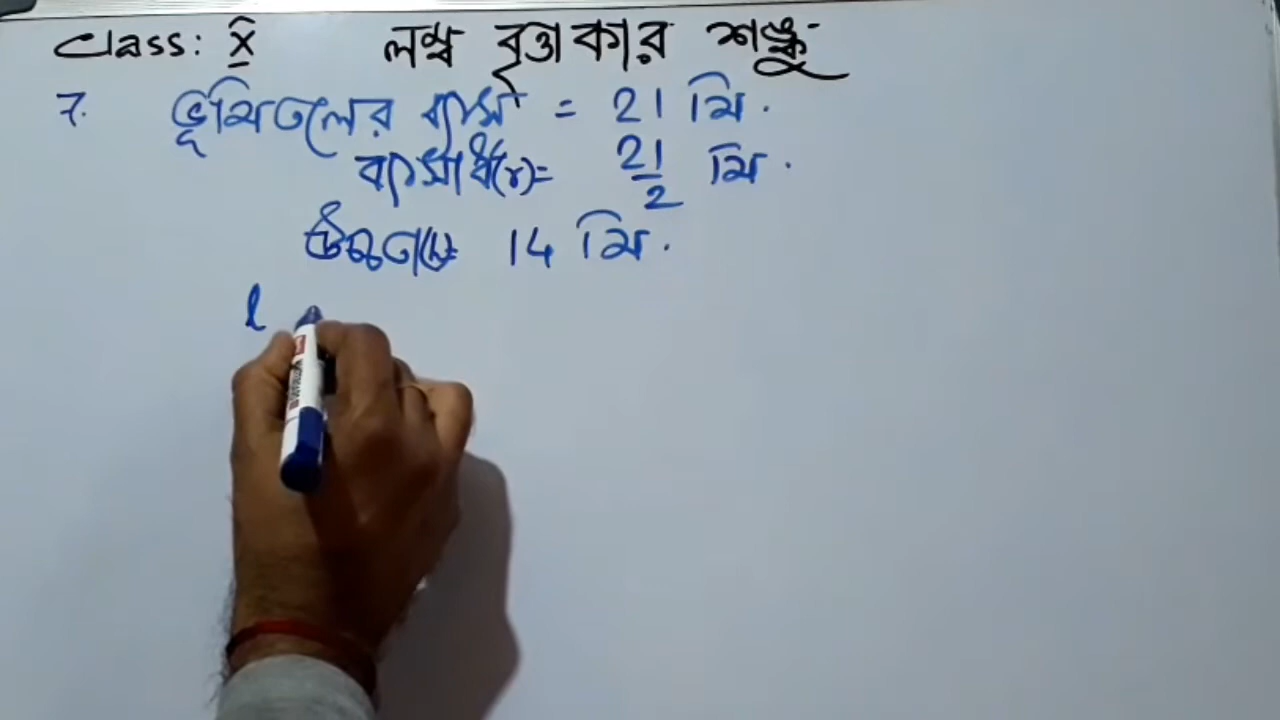 Class: X লম্ব বৃত্তাকার শঙ্কু
7. ভূমিতলের ব্যাস = 21 মি.
ব্যাসার্ধ(r)= 21/2 মি.
উচ্চতা(h)= 14 মি.
l